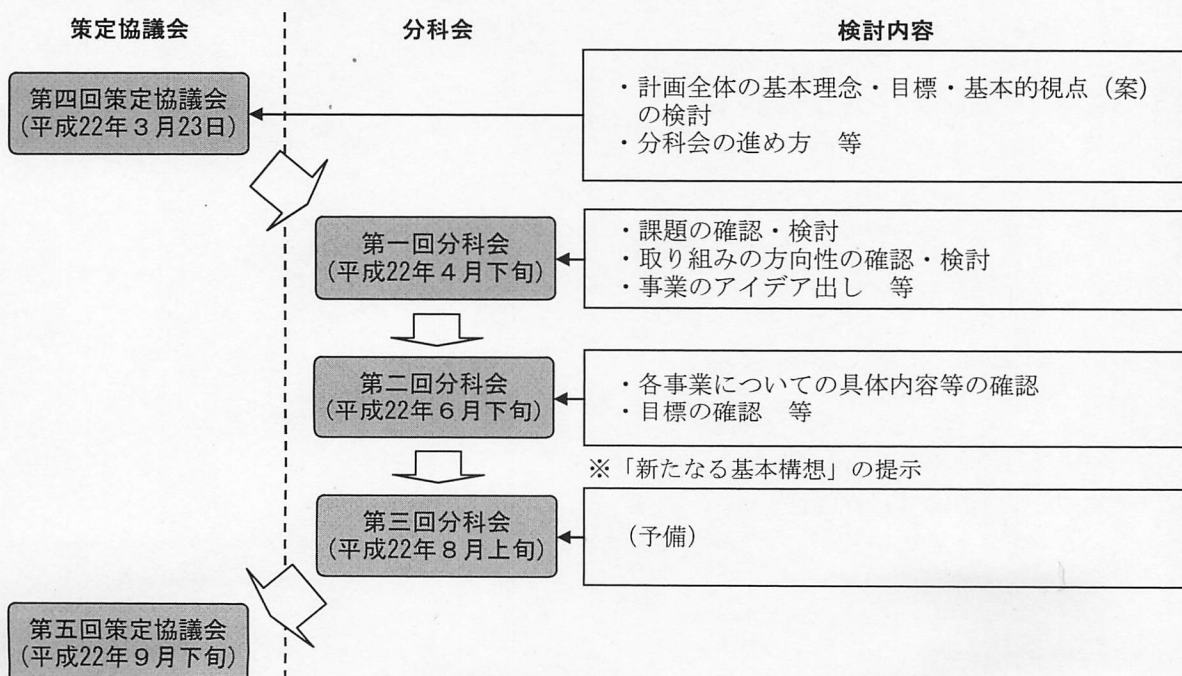 策定協議会
分科会
検討内容
第四回策定協議会
(平成22年3月23日)
・計画全体の基本理念・目標・基本的視点（案）
の検討
・分科会の進め方　等
第一回分科会
(平成22年4月下旬)
・課題の確認・検討
・取り組みの方向性の確認・検討
・事業のアイデア出し　等
第二回分科会
(平成22年6月下旬)
・各事業についての具体内容等の確認
・目標の確認　等
※「新たなる基本構想」の提示
第三回分科会
(平成22年8月上旬)
（予備）
第五回策定協議会
(平成22年9月下旬)